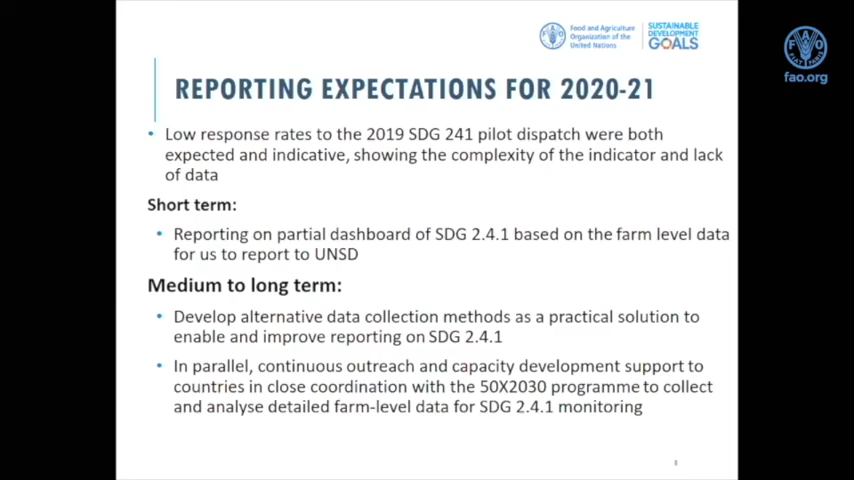 Food and Agriculture
Organization of the
United Nations
SUSTAINABLE
DEVELOPMENT
GOALS
FAO
FIAT PANIS
fao.org
REPORTING EXPECTATIONS FOR 2020-21
• Low response rates to the 2019 SDG 241 pilot dispatch were both
expected and indicative, showing the complexity of the indicator and lack
of data
Short term:
• Reporting on partial dashboard of SDG 2.4.1 based on the farm level data
for us to report to UNSD
Medium to long term:
• Develop alternative data collection methods as a practical solution to
enable and improve reporting on SDG 2.4.1
• In parallel, continuous outreach and capacity development support to
countries in close coordination with the 50X2030 programme to collect
and analyse detailed farm-level data for SDG 2.4.1 monitoring